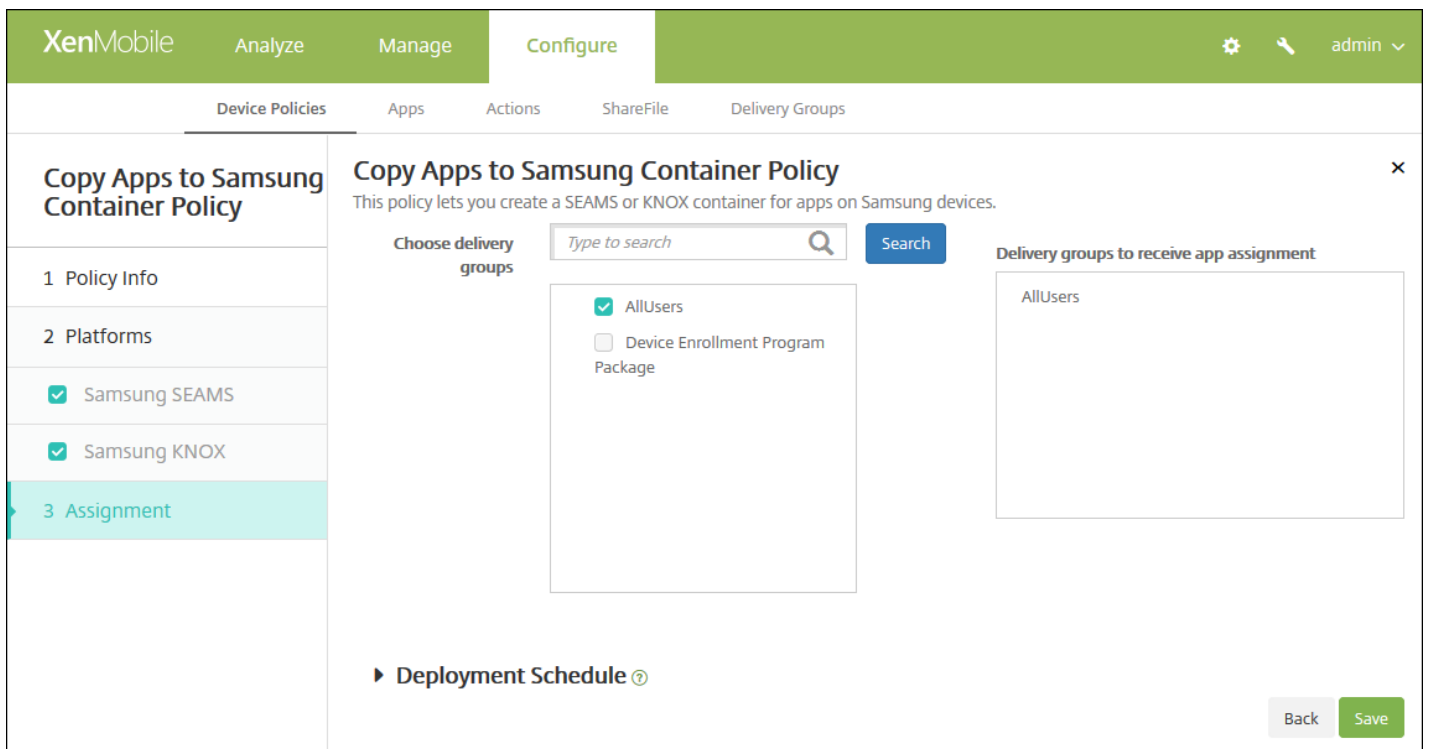 XenMobile Analyze Manage Configure admin
Device Policies Apps Actions ShareFile Delivery Groups
Copy Apps to Samsung
Container Policy
1 Policy Info
2 Platforms
Samsung SEAMS
Samsung KNOX
3 Assignment
Copy Apps to Samsung Container Policy
This policy lets you create a SEAMS or KNOX container for apps on Samsung devices.
Choose delivery
groups
Type to search
Search
AllUsers
Device Enrollment Program
Package
Delivery groups to receive app assignment
AllUsers
Deployment Schedule ?
Back Save